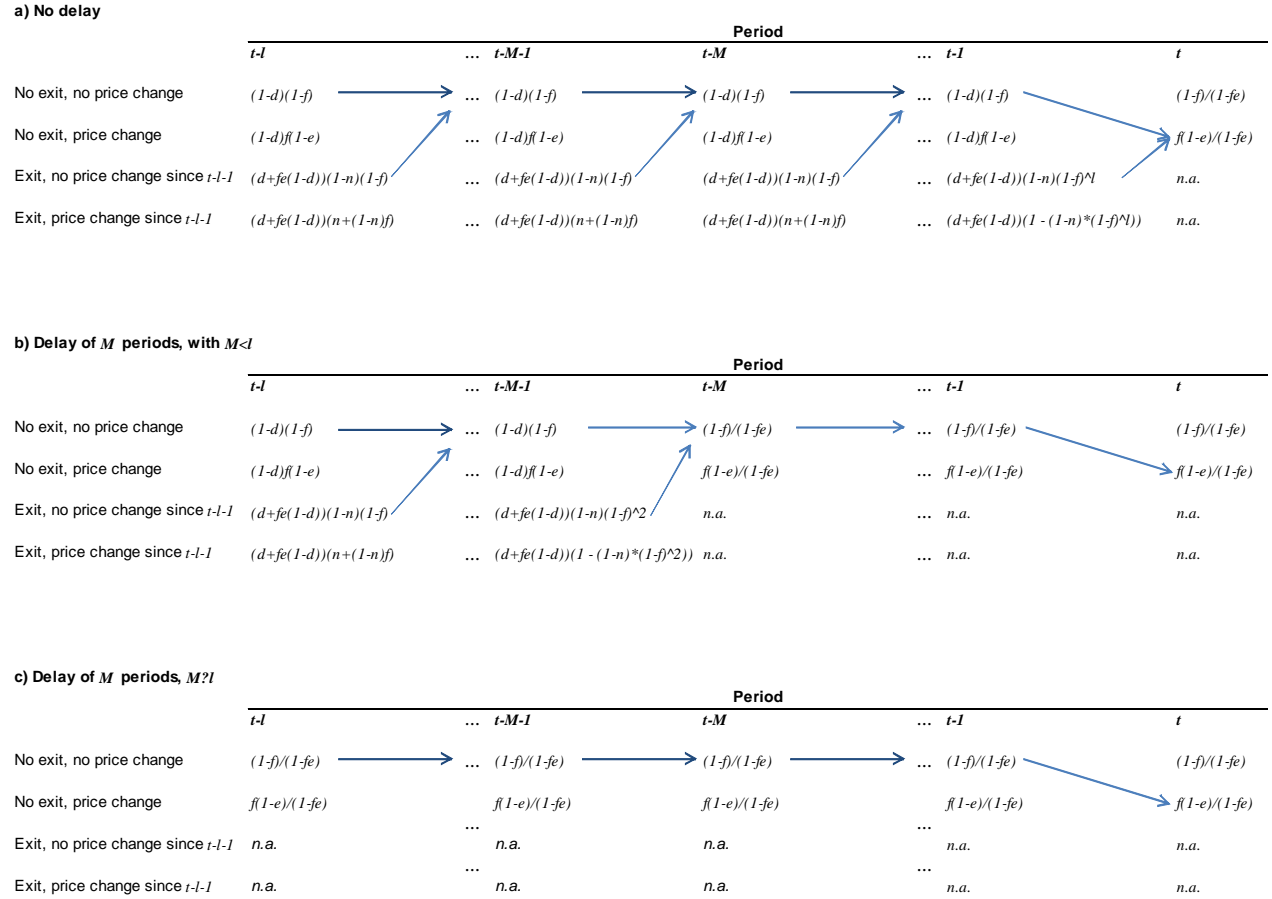 a) No delay
Period
t-l ... t-M-1 t-M ... t-1 t
No exit, no price change (1-d)(1-f) ... (1-d)(1-f) (1-d)(1-f) ... (1-d)(1-f) (1-f)/(1-fe)
No exit, price change (1-d)f(1-e) (1-d)f(1-e) (1-d)f(1-e) (1-d)f(1-e) f(1-e)/(1-fe)
Exit, no price change since t-l-1 (d+fe(1-d))(1-n)(1-f) ... (d+fe(1-d))(1-n)(1-f) (d+fe(1-d))(1-n)(1-f) ... (d+fe(1-d))(1-n)(1-f)^l n.a.
Exit, price change since t-l-1 (d+fe(1-d))(n+(1-n)f) ... (d+fe(1-d))(n+(1-n)f) (d+fe(1-d))(n+(1-n)f) ... (d+fe(1-d))(1 - (1-n)*(1-f)^l)) n.a.
b) Delay of M periods, with M<l
Period
t-l ... t-M-1 t-M ... t-1 t
No exit, no price change (1-d)(1-f) ... (1-d)(1-f) (1-f)/(1-fe) ... (1-f)/(1-fe) (1-f)/(1-fe)
No exit, price change (1-d)f(1-e) ... (1-d)f(1-e) f(1-e)/(1-fe) ... f(1-e)/(1-fe) f(1-e)/(1-fe)
Exit, no price change since t-l-1 (d+fe(1-d))(1-n)(1-f) ... (d+fe(1-d))(1-n)(1-f)^2 n.a. ... n.a. n.a.
Exit, price change since t-l-1 (d+fe(1-d))(n+(1-n)f) ... (d+fe(1-d))(1 - (1-n)*(1-f)^2)) n.a. ... n.a. n.a.
c) Delay of M periods, M?l
Period
t-l ... t-M-1 t-M ... t-1 t
No exit, no price change (1-f)/(1-fe) ... (1-f)/(1-fe) (1-f)/(1-fe) ... (1-f)/(1-fe) (1-f)/(1-fe)
No exit, price change f(1-e)/(1-fe) f(1-e)/(1-fe) f(1-e)/(1-fe) f(1-e)/(1-fe) f(1-e)/(1-fe)
... ...
Exit, no price change since t-l-1 n.a. n.a. n.a. n.a. n.a.
... ...
Exit, price change since t-l-1 n.a. n.a. n.a. n.a. n.a.